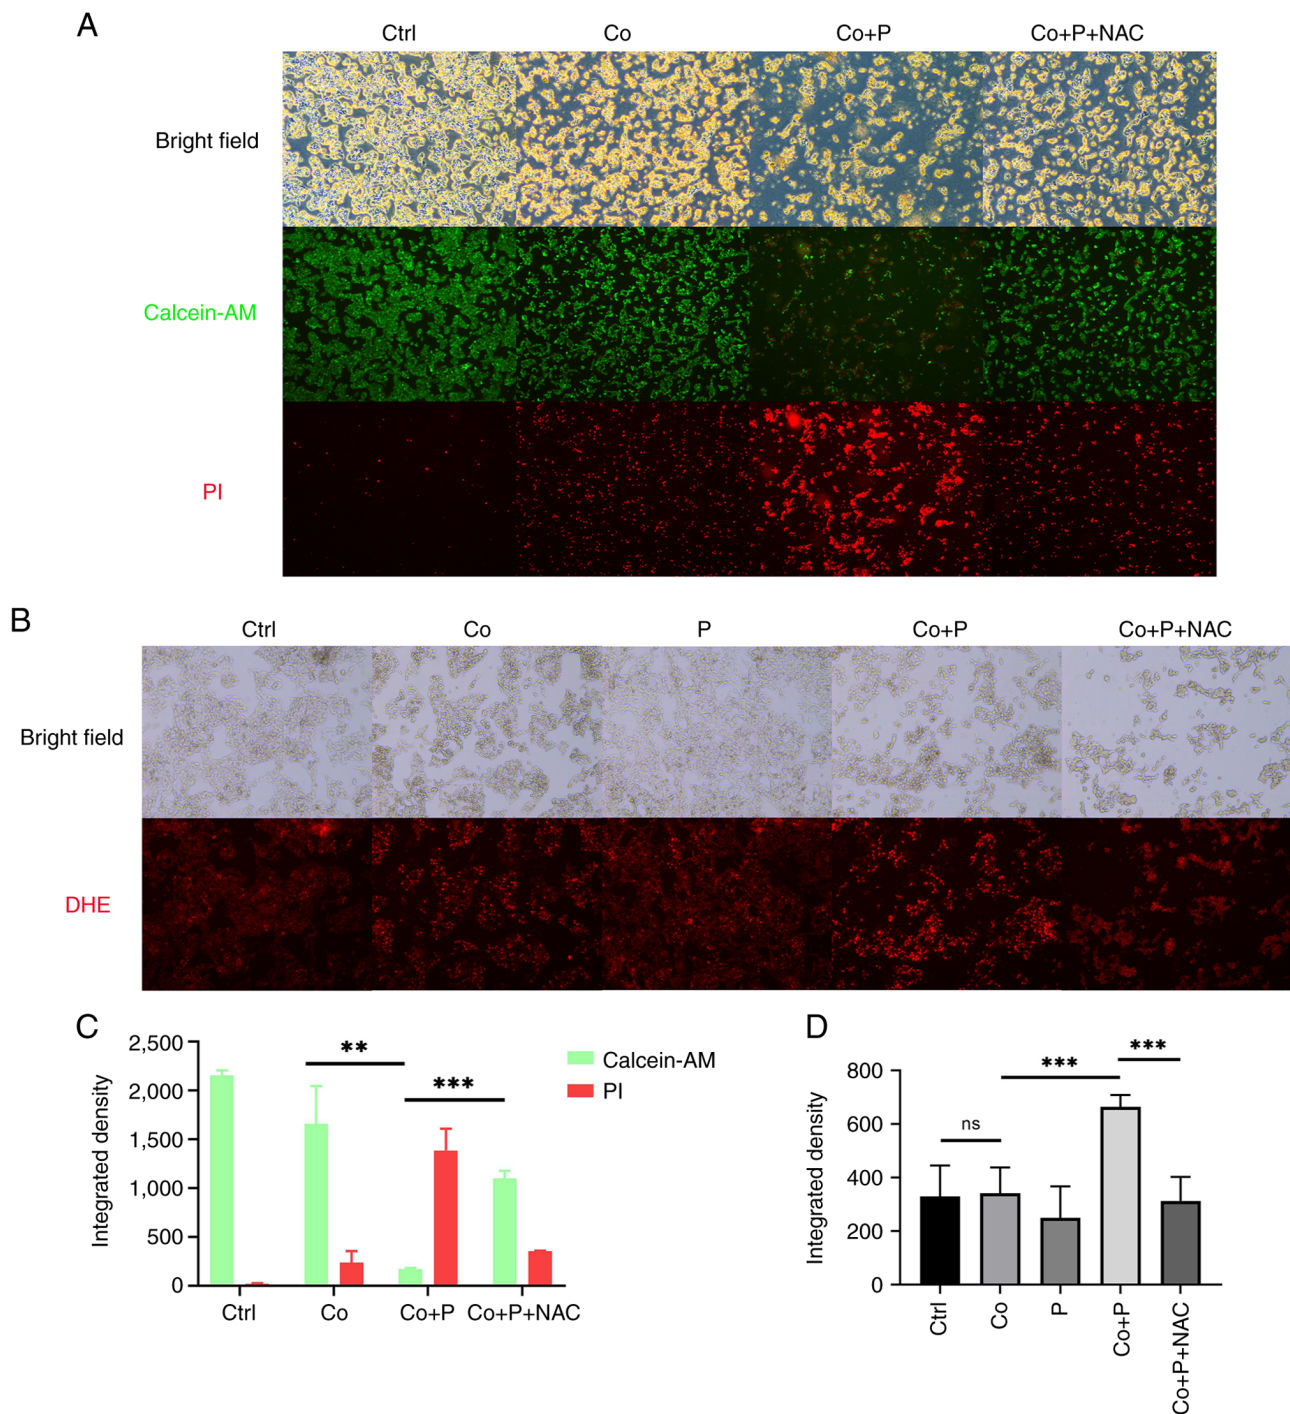 A
Ctrl Co Co+P Co+P+NAC
Bright field
Calcein-AM
PI
B
Ctrl Co P Co+P Co+P+NAC
Bright field
DHE
C
Integrated density
2,500
2,000
1,500
1,000
500
0
** ***
Calcein-AM
PI
Ctrl Co Co+P Co+P+NAC
D
Integrated density
800
600
400
200
0
ns *** ***
Ctrl
Co
P
Co+P
Co+P+NAC